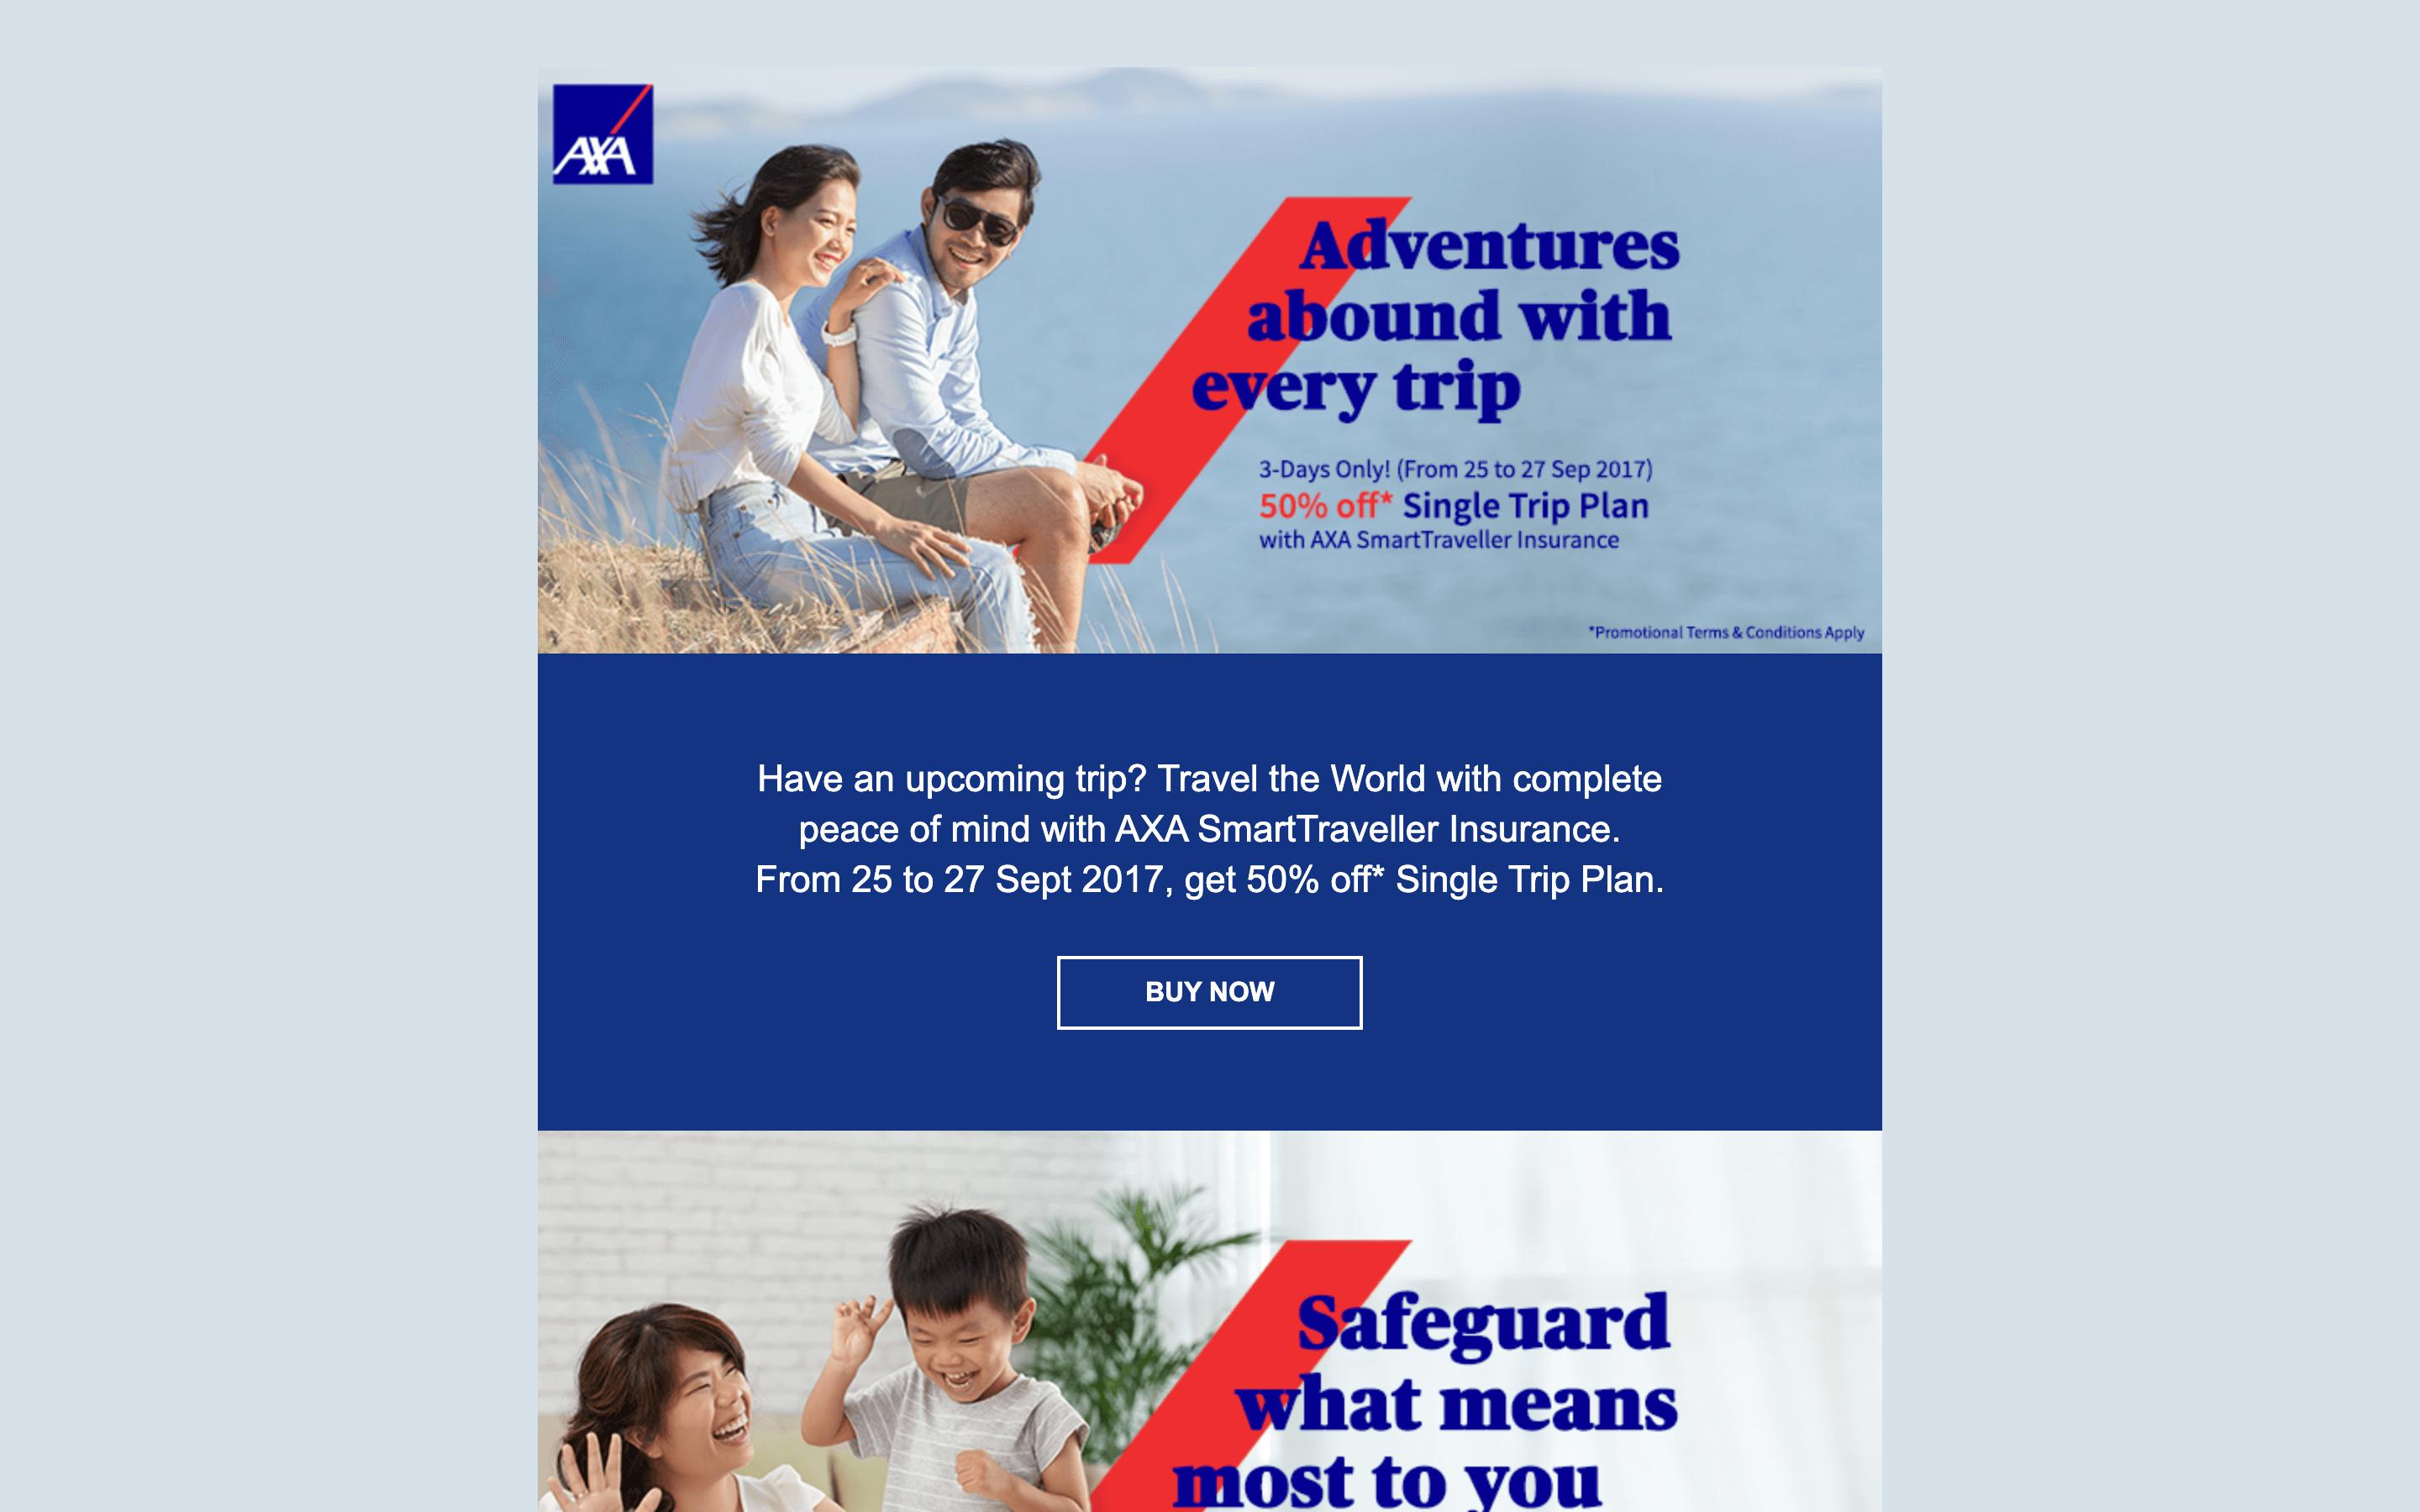 AXA
Adventures
abound with
every trip
3-Days Only! (From 25 to 27 Sep 2017)
50% off* Single Trip Plan
with AXA SmartTraveller Insurance
*Promotional Terms & Conditions Apply
Have an upcoming trip? Travel the World with complete
peace of mind with AXA SmartTraveller Insurance.
From 25 to 27 Sept 2017, get 50% off* Single Trip Plan.
BUY NOW
Safeguard
what means
most to you